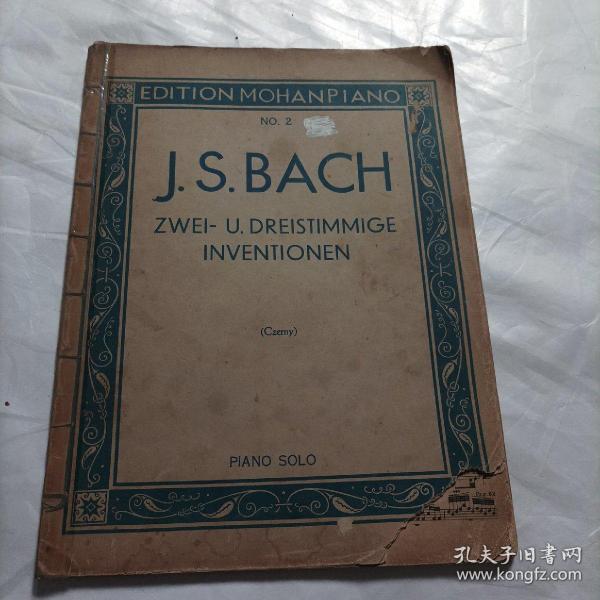 EDITION MOHANPIANO
NO. 2
J. S. BACH
ZWEI- U. DREISTIMMIGE
INVENTIONEN
(Czerny)
PIANO SOLO
孔夫子旧书网
www.kongfz.com